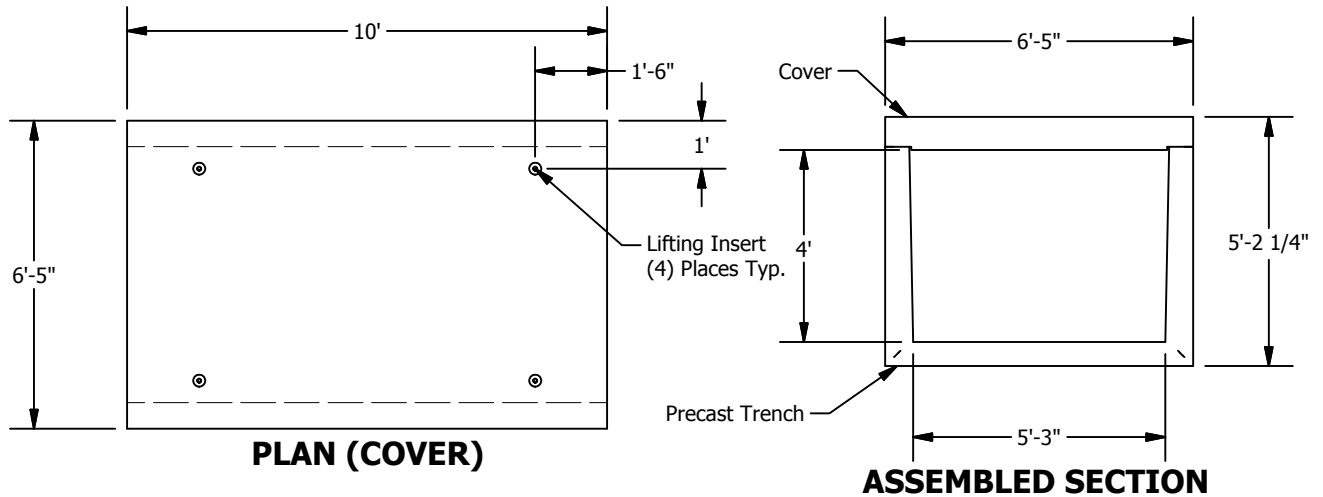 10'
1'-6"
1'
6'-5"
Lifting Insert
(4) Places Typ.
PLAN (COVER)
6'-5"
Cover
4'
5'-2 1/4"
Precast Trench
5'-3"
ASSEMBLED SECTION